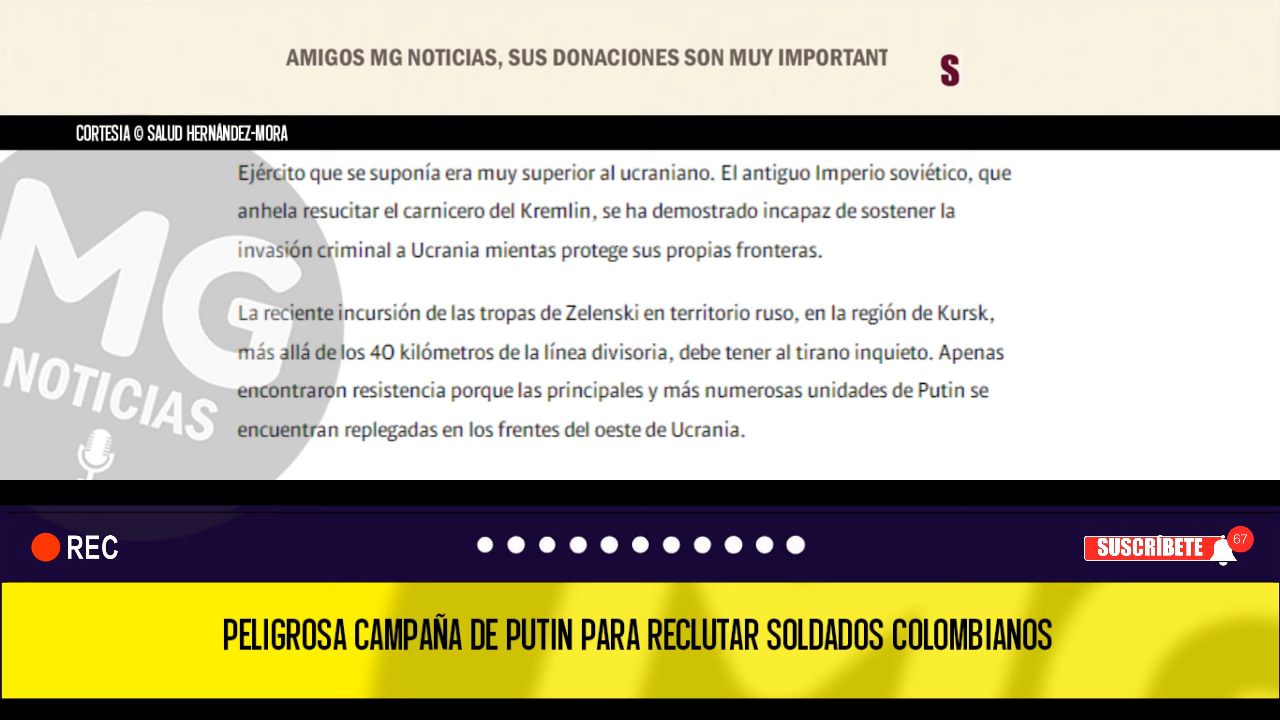 AMIGOS MG NOTICIAS, SUS DONACIONES SON MUY IMPORTANT
S
CORTESIA © SALUD HERNÁNDEZ-MORA
Ejército que se suponía era muy superior al ucraniano. El antiguo Imperio soviético, que
anhela resucitar el carnicero del Kremlin, se ha demostrado incapaz de sostener la
invasión criminal a Ucrania mientas protege sus propias fronteras.
La reciente incursión de las tropas de Zelenski en territorio ruso, en la región de Kursk,
más allá de los 40 kilómetros de la línea divisoria, debe tener al tirano inquieto. Apenas
encontraron resistencia porque las principales y más numerosas unidades de Putin se
encuentran replegadas en los frentes del oeste de Ucrania.
MG
NOTICIAS
REC
SUSCRÍBETE
67
PELIGROSA CAMPAÑA DE PUTIN PARA RECLUTAR SOLDADOS COLOMBIANOS